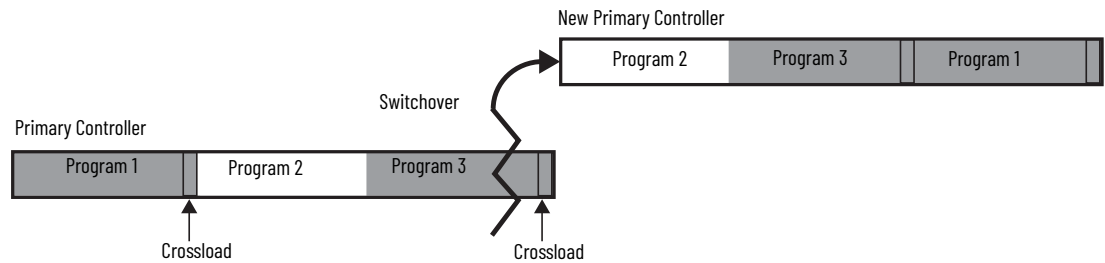 New Primary Controller
Program 2 Program 3 Program 1
Switchover
Primary Controller
Program 1 Program 2 Program 3
Crossload Crossload